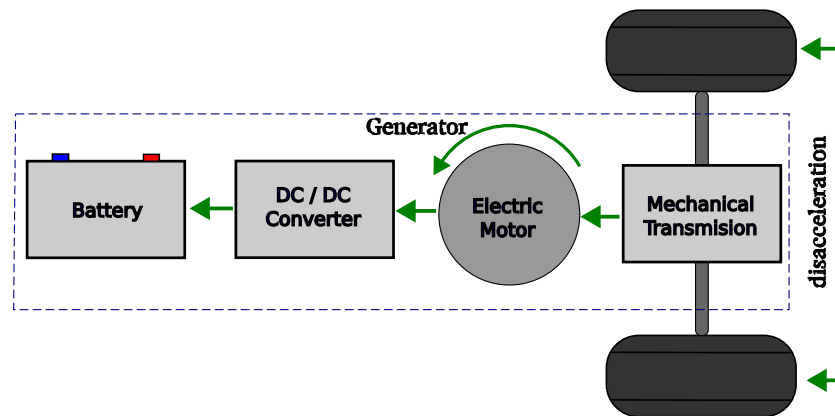 Generator
Battery
DC / DC
Converter
Electric
Motor
Mechanical
Transmision
disacceleration